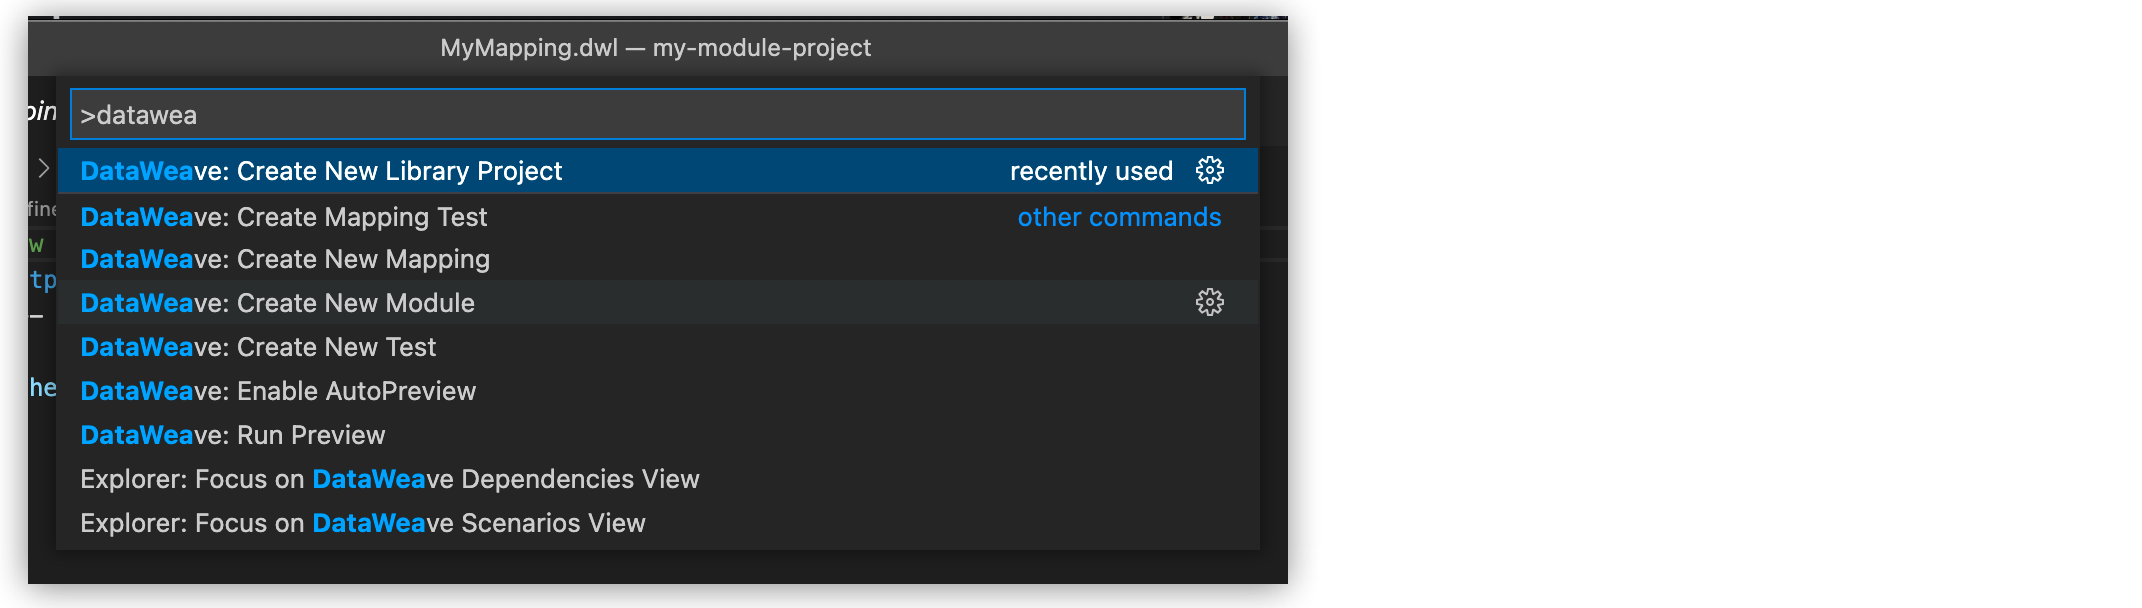 MyMapping.dwl — my-module-project
>datawea
DataWeave: Create New Library Project recently used
DataWeave: Create Mapping Test other commands
DataWeave: Create New Mapping
DataWeave: Create New Module
DataWeave: Create New Test
DataWeave: Enable AutoPreview
DataWeave: Run Preview
Explorer: Focus on DataWeave Dependencies View
Explorer: Focus on DataWeave Scenarios View